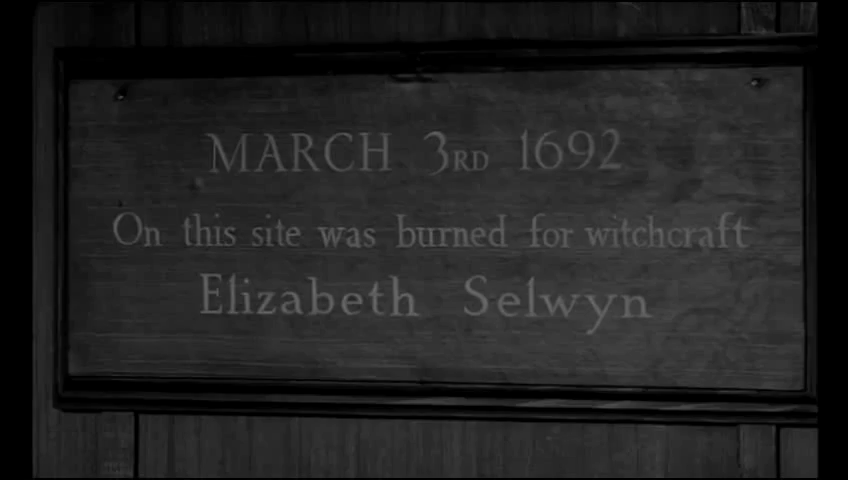 MARCH 3RD 1692
On this site was burned for witchcraft
Elizabeth Selwyn